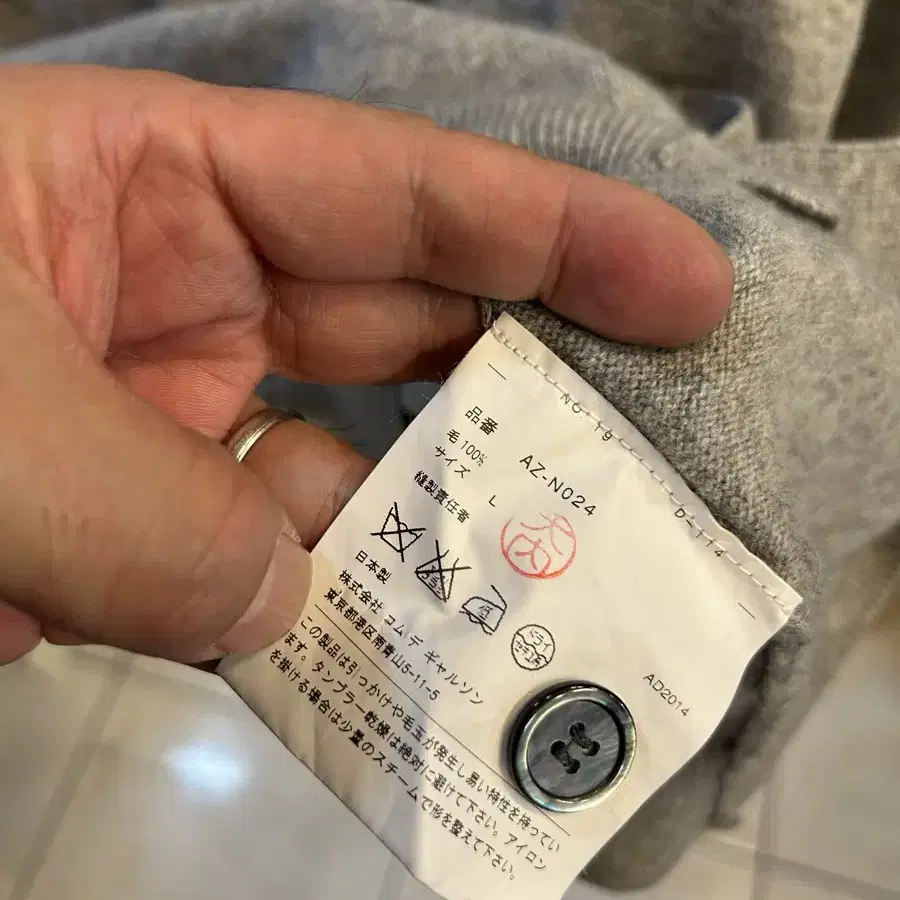 NO. 19 D-114
品番 AZ-N024
毛 100%
サイズ L
縫製責任者
低
日本製
株式会社 コム デ ギャルソン
東京都港区南青山5-11-5
AD2014
この製品は引っかけや毛玉が発生し易い特性を持ってい
ます。タンブラー乾燥は絶対に避けて下さい。アイロン
を掛ける場合は少量のスチームで形を整えて下さい。